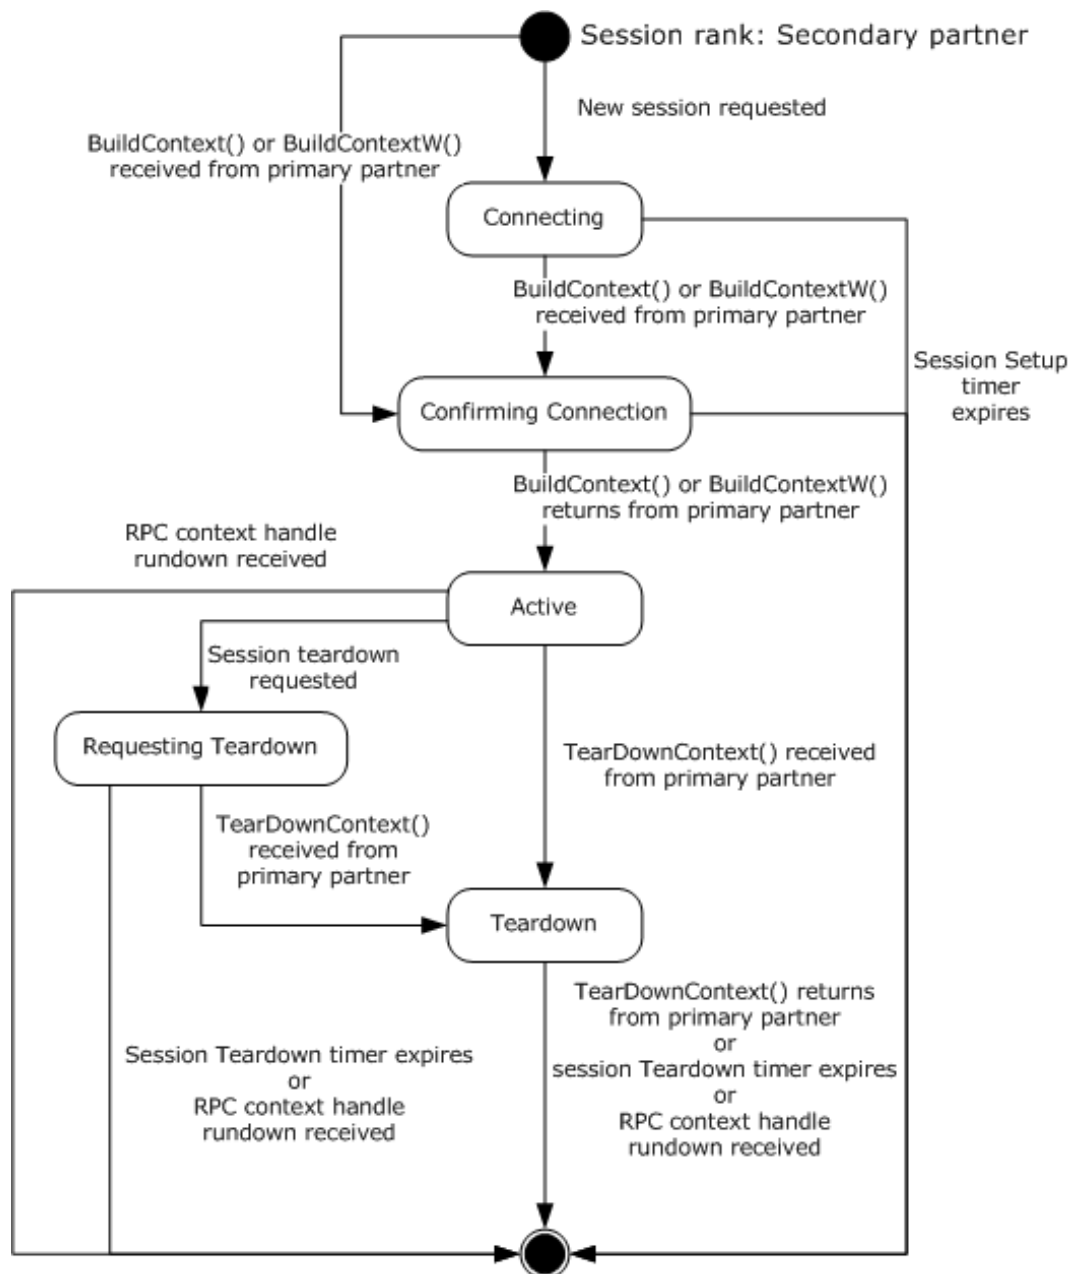 Session rank: Secondary partner
New session requested
BuildContext() or BuildContextW()
received from primary partner
Connecting
BuildContext() or BuildContextW()
received from primary partner
Session Setup
timer
expires
Confirming Connection
BuildContext() or BuildContextW()
returns from primary partner
RPC context handle
rundown received
Active
Session teardown
requested
Requesting Teardown
TearDownContext() received
from primary partner
TearDownContext()
received from
primary partner
Teardown
TearDownContext() returns
from primary partner
or
session Teardown timer expires
or
RPC context handle
rundown received
Session Teardown timer expires
or
RPC context handle
rundown received